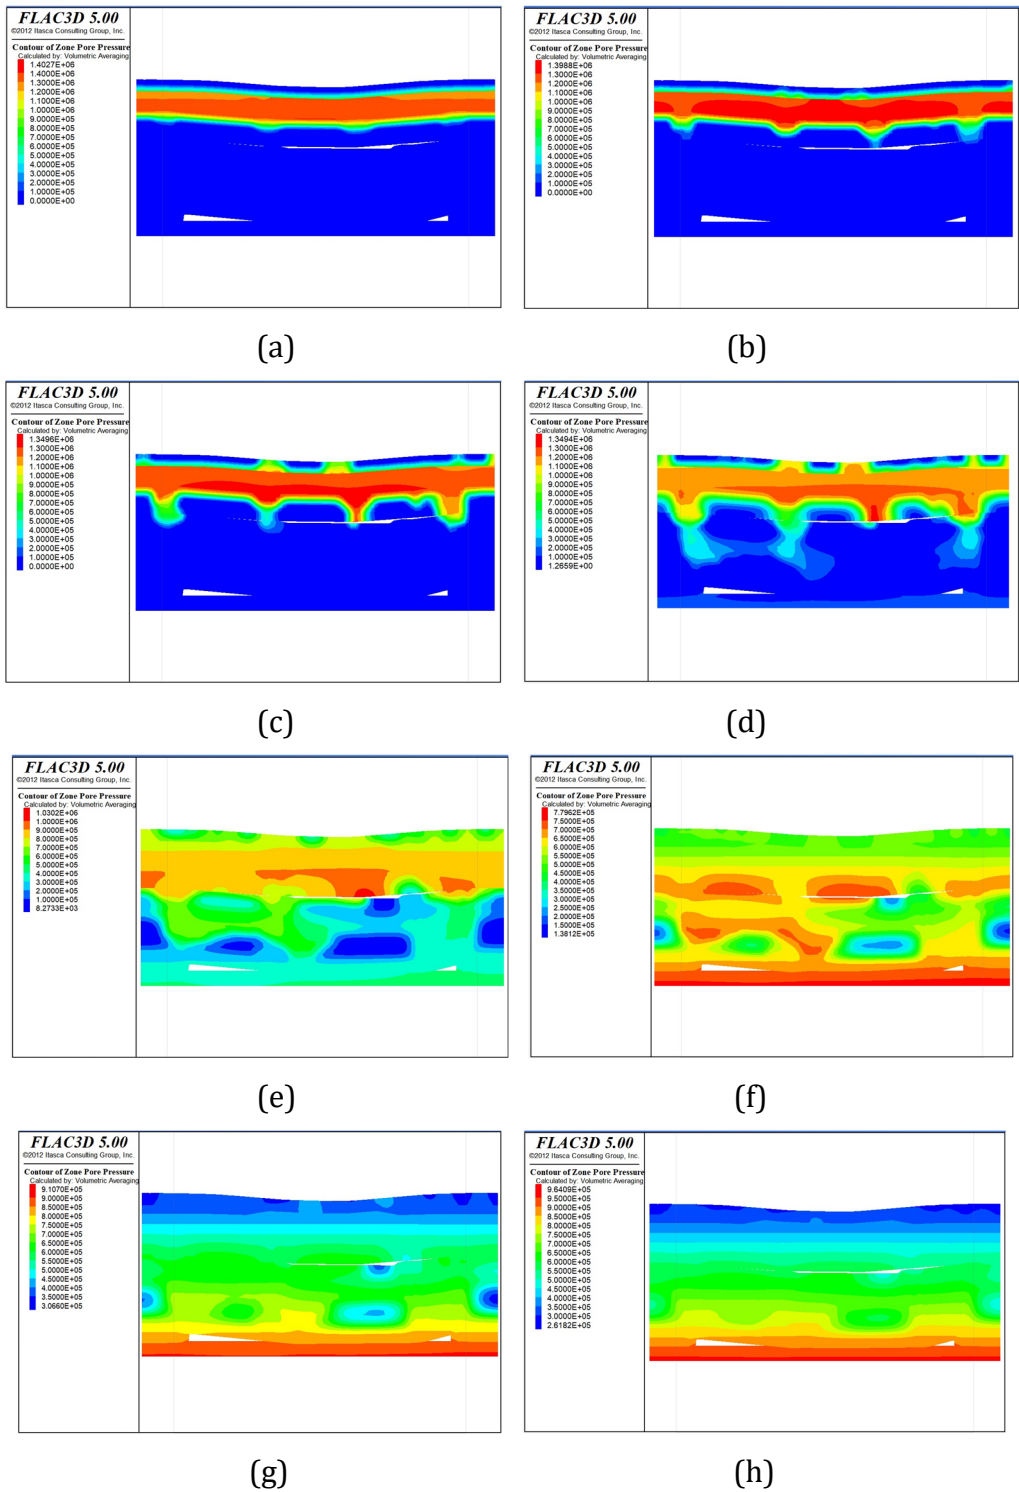 FLAC3D 5.00
©2012 Itasca Consulting Group, Inc.
Contour of Zone Pore Pressure
Calculated by: Volumetric Averaging
1.4027E+06
1.4000E+06
1.3000E+06
1.2000E+06
1.1000E+06
1.0000E+06
9.0000E+05
8.0000E+05
7.0000E+05
6.0000E+05
5.0000E+05
4.0000E+05
3.0000E+05
2.0000E+05
1.0000E+05
0.0000E+00
(a)
FLAC3D 5.00
©2012 Itasca Consulting Group, Inc.
Contour of Zone Pore Pressure
Calculated by: Volumetric Averaging
1.3988E+06
1.3000E+06
1.2000E+06
1.1000E+06
1.0000E+06
9.0000E+05
8.0000E+05
7.0000E+05
6.0000E+05
5.0000E+05
4.0000E+05
3.0000E+05
2.0000E+05
1.0000E+05
0.0000E+00
(b)
FLAC3D 5.00
©2012 Itasca Consulting Group, Inc.
Contour of Zone Pore Pressure
Calculated by: Volumetric Averaging
1.3496E+06
1.3000E+06
1.2000E+06
1.1000E+06
1.0000E+06
9.0000E+05
8.0000E+05
7.0000E+05
6.0000E+05
5.0000E+05
4.0000E+05
3.0000E+05
2.0000E+05
1.0000E+05
0.0000E+00
(c)
FLAC3D 5.00
©2012 Itasca Consulting Group, Inc.
Contour of Zone Pore Pressure
Calculated by: Volumetric Averaging
1.3494E+06
1.3000E+06
1.2000E+06
1.1000E+06
1.0000E+06
9.0000E+05
8.0000E+05
7.0000E+05
6.0000E+05
5.0000E+05
4.0000E+05
3.0000E+05
2.0000E+05
1.0000E+05
1.2659E+00
(d)
FLAC3D 5.00
©2012 Itasca Consulting Group, Inc.
Contour of Zone Pore Pressure
Calculated by: Volumetric Averaging
1.0302E+06
1.0000E+06
9.0000E+05
8.0000E+05
7.0000E+05
6.0000E+05
5.0000E+05
4.0000E+05
3.0000E+05
2.0000E+05
1.0000E+05
8.2733E+03
(e)
FLAC3D 5.00
©2012 Itasca Consulting Group, Inc.
Contour of Zone Pore Pressure
Calculated by: Volumetric Averaging
7.7962E+05
7.5000E+05
7.0000E+05
6.5000E+05
6.0000E+05
5.5000E+05
5.0000E+05
4.5000E+05
4.0000E+05
3.5000E+05
3.0000E+05
2.5000E+05
2.0000E+05
1.5000E+05
1.3812E+05
(f)
FLAC3D 5.00
©2012 Itasca Consulting Group, Inc.
Contour of Zone Pore Pressure
Calculated by: Volumetric Averaging
9.1070E+05
9.0000E+05
8.5000E+05
8.0000E+05
7.5000E+05
7.0000E+05
6.5000E+05
6.0000E+05
5.5000E+05
5.0000E+05
4.5000E+05
4.0000E+05
3.5000E+05
3.0660E+05
(g)
FLAC3D 5.00
©2012 Itasca Consulting Group, Inc.
Contour of Zone Pore Pressure
Calculated by: Volumetric Averaging
9.6409E+05
9.5000E+05
9.0000E+05
8.5000E+05
8.0000E+05
7.5000E+05
7.0000E+05
6.5000E+05
6.0000E+05
5.5000E+05
5.0000E+05
4.5000E+05
4.0000E+05
3.5000E+05
3.0000E+05
2.6182E+05
(h)